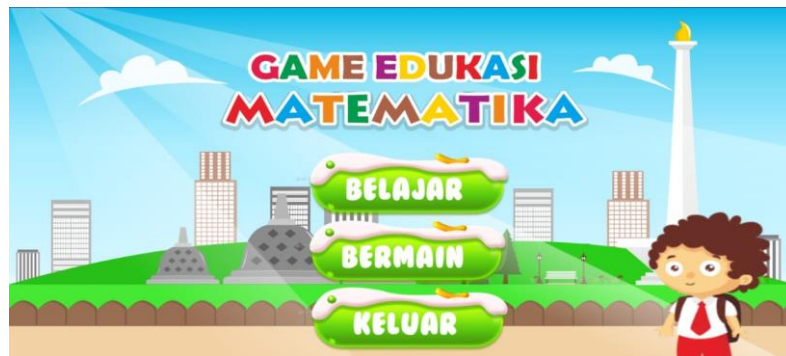 GAME EDUKASI
MATEMATIKA
BELAJAR
BERMAIN
KELUAR